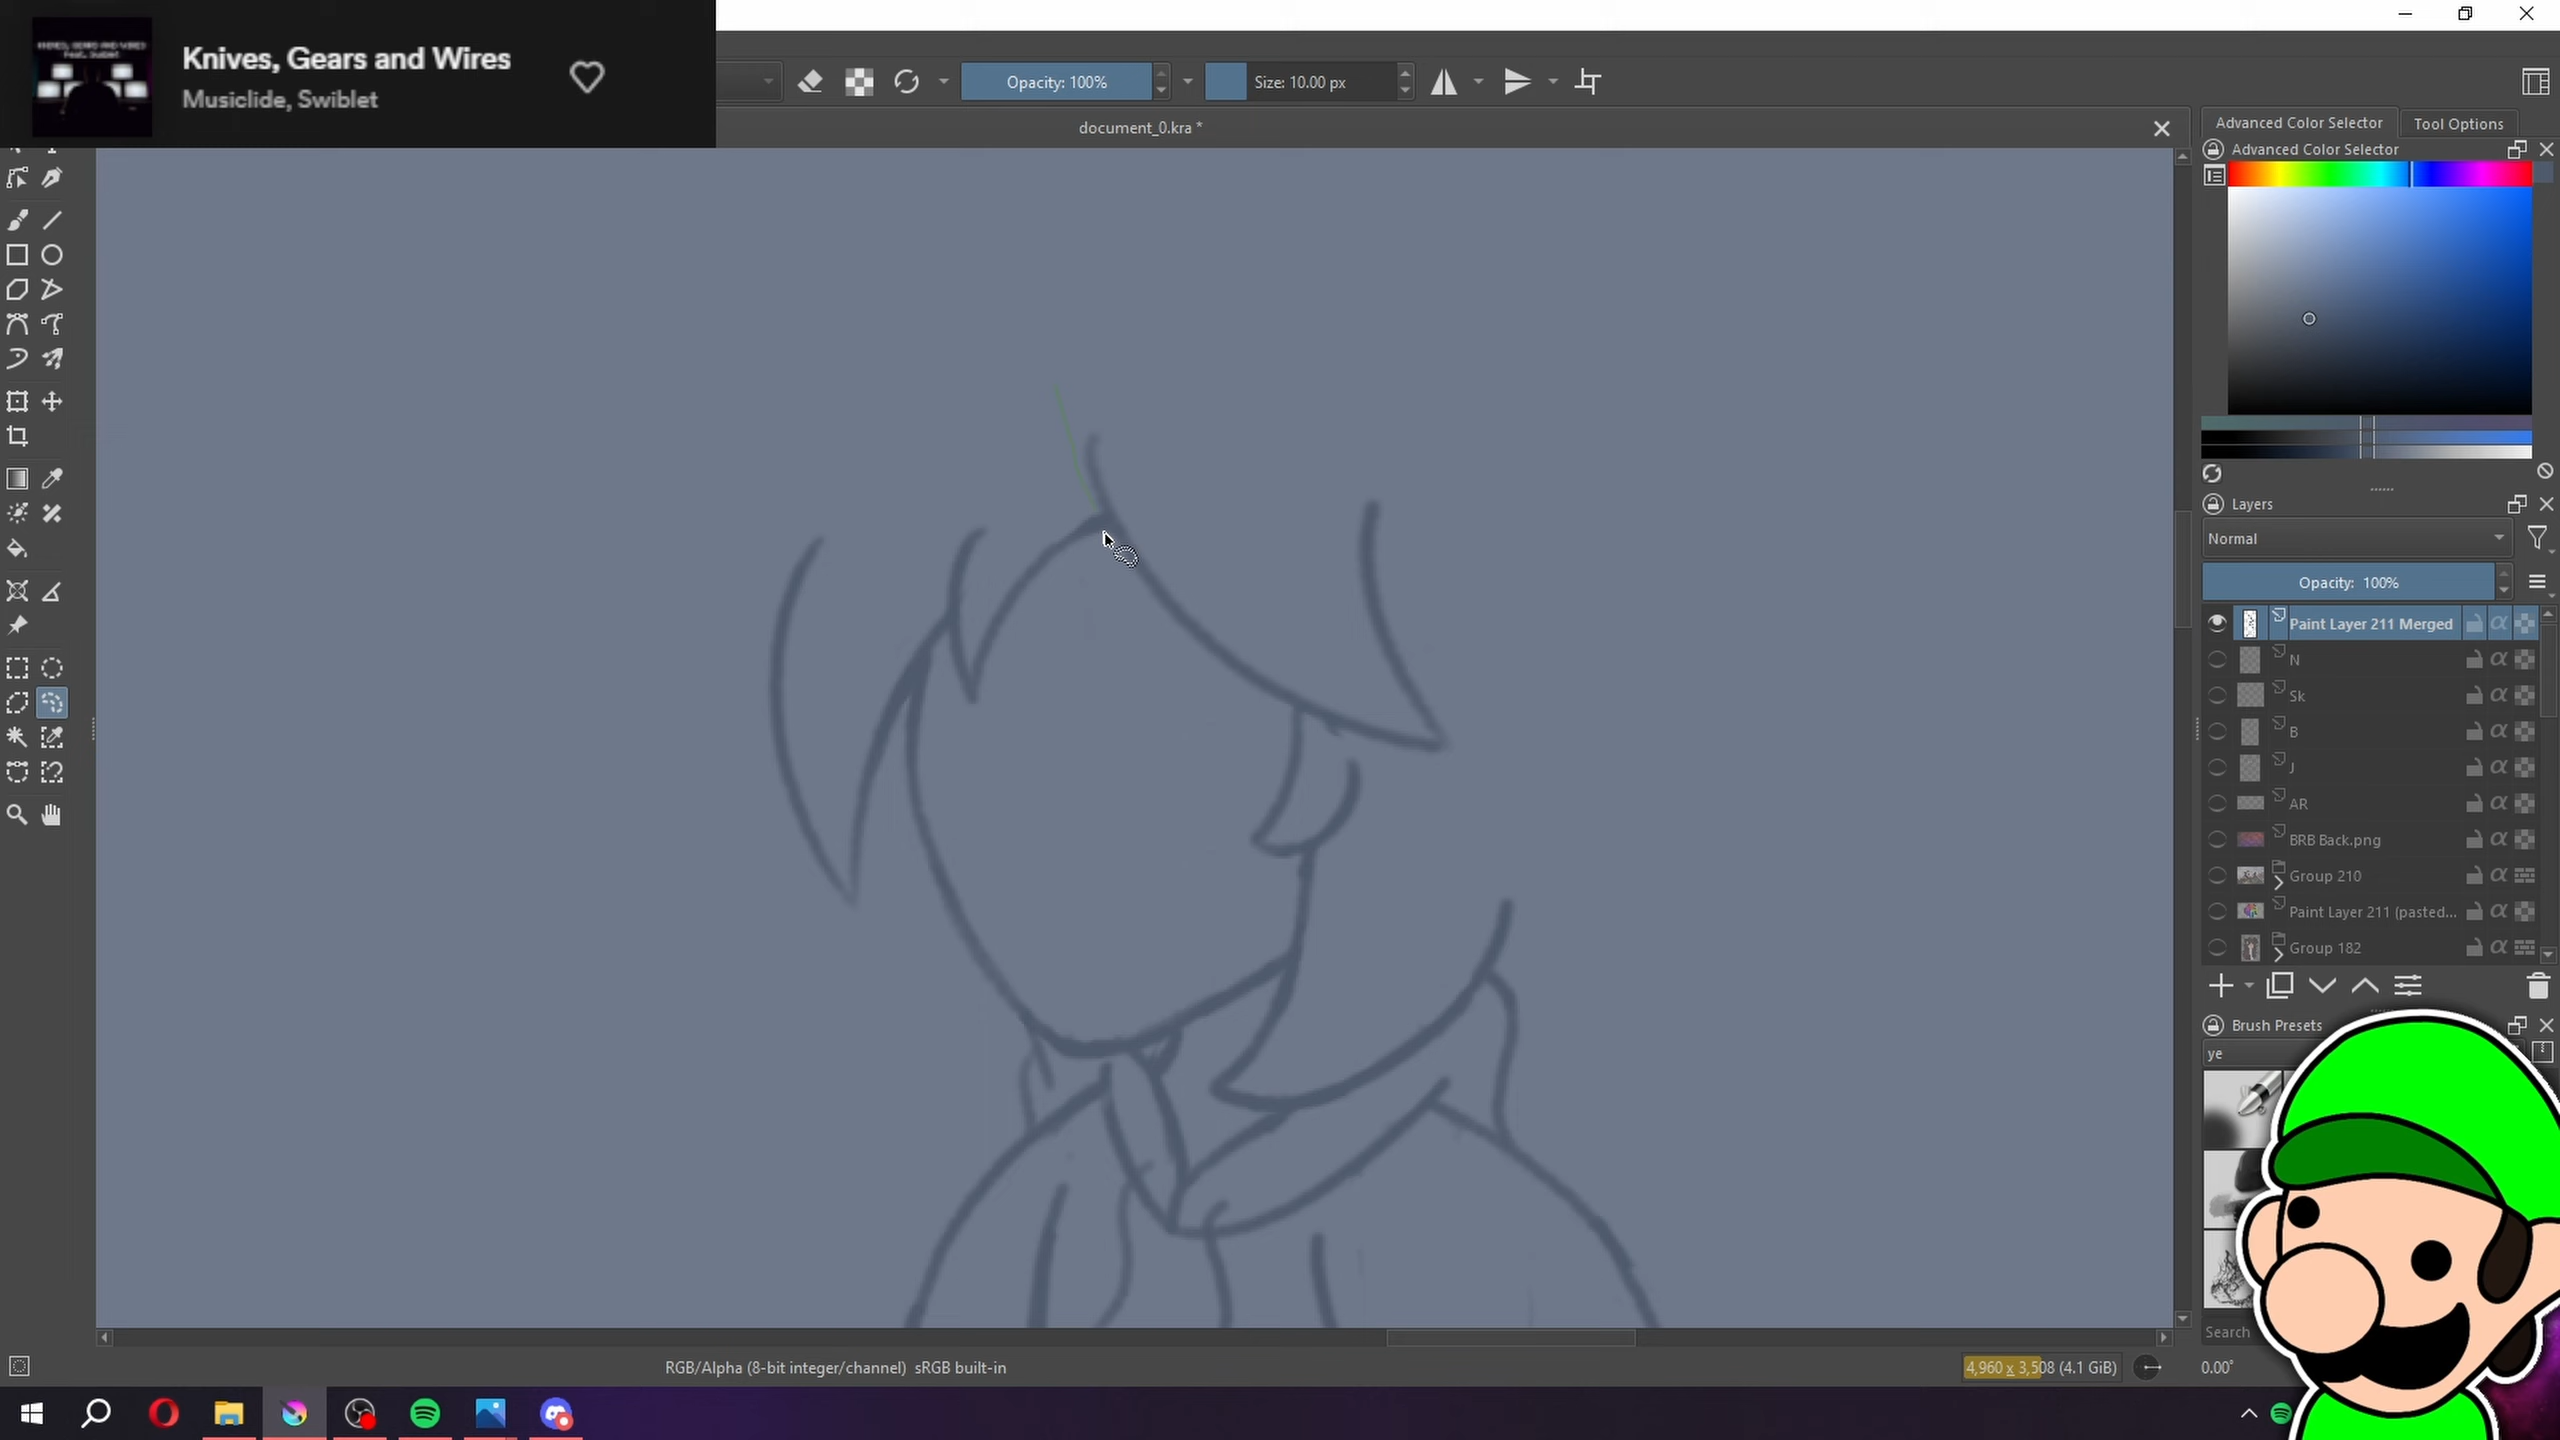 Knives, Gears and Wires
Musiclide, Swiblet
Opacity: 100%
Size: 10.00 px
document_0.kra *
Advanced Color Selector
Tool Options
Advanced Color Selector
Layers
Normal
Opacity: 100%
Paint Layer 211 Merged
N
Sk
B
J
AR
BRB Back.png
Group 210
Paint Layer 211 (pasted...
Group 182
Brush Presets
ye
Search
RGB/Alpha (8-bit integer/channel) sRGB built-in
4,960 x 3,508 (4.1 GiB)
0.00°